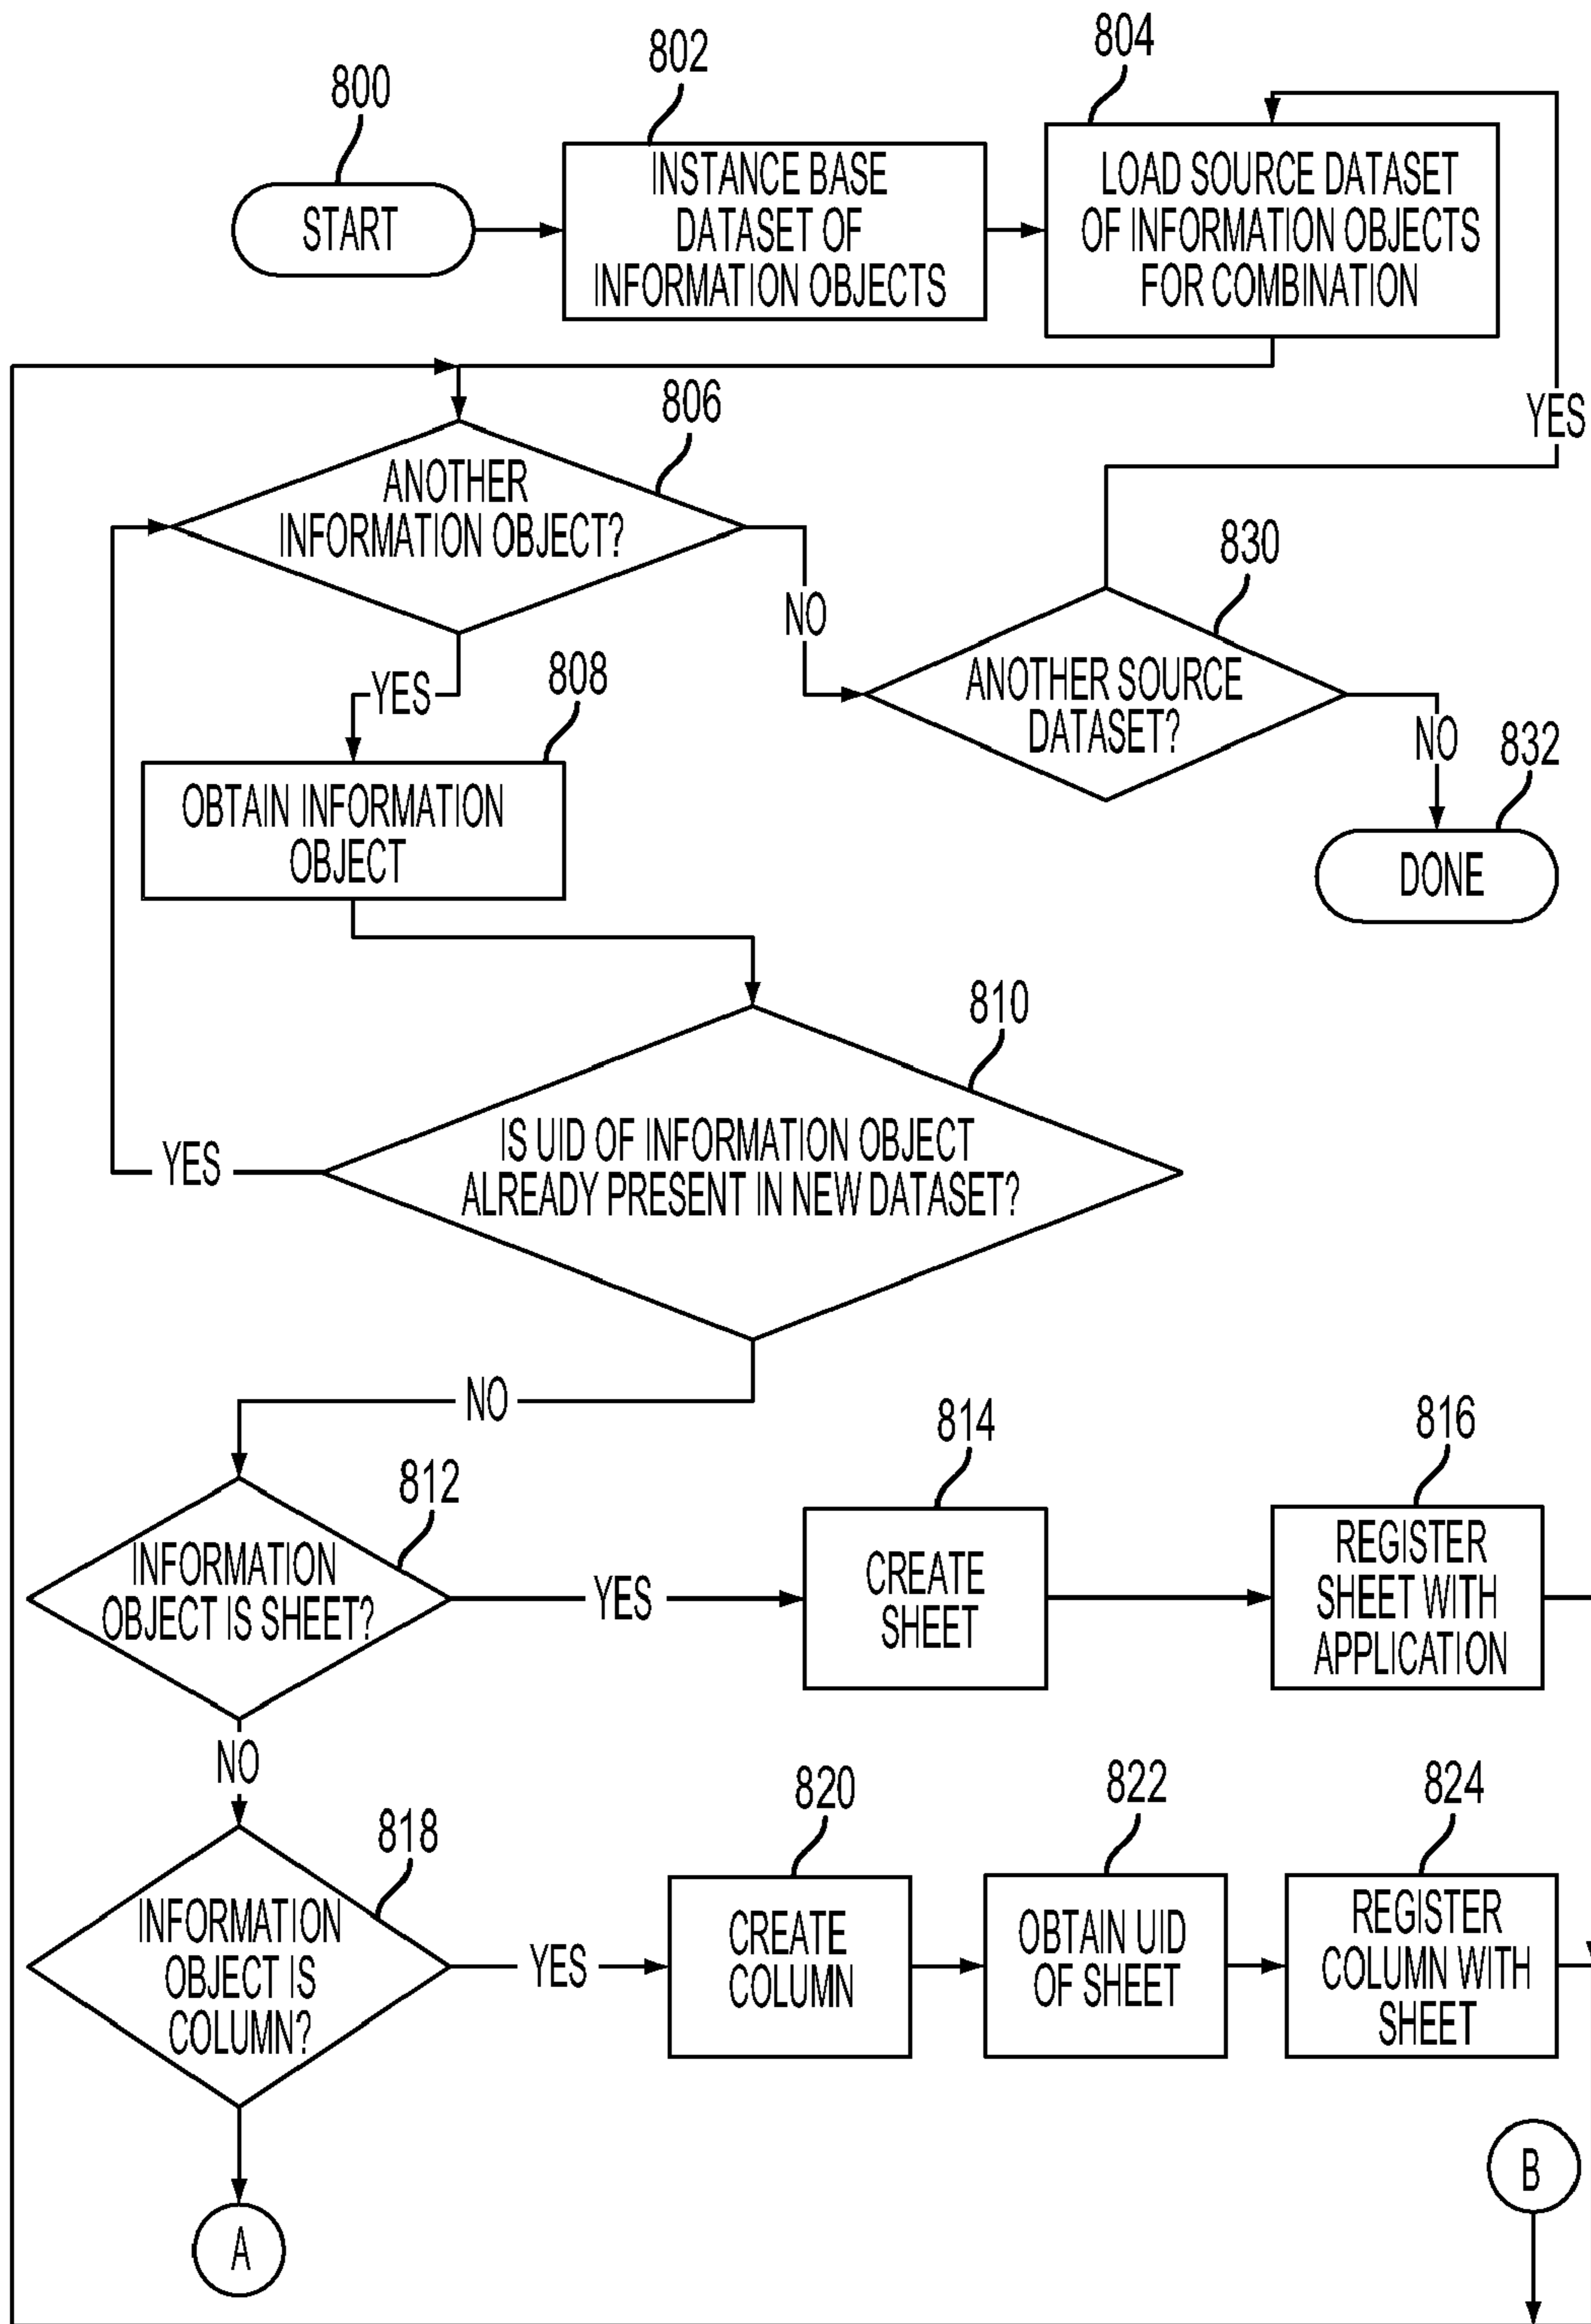 800
802
804
START
INSTANCE BASE
DATASET OF
INFORMATION OBJECTS
LOAD SOURCE DATASET
OF INFORMATION OBJECTS
FOR COMBINATION
806
YES
ANOTHER
INFORMATION OBJECT?
830
NO
YES
808
ANOTHER SOURCE
DATASET?
NO
832
OBTAIN INFORMATION
OBJECT
DONE
810
IS UID OF INFORMATION OBJECT
ALREADY PRESENT IN NEW DATASET?
YES
NO
812
814
816
INFORMATION
OBJECT IS SHEET?
YES
CREATE
SHEET
REGISTER
SHEET WITH
APPLICATION
NO
818
820
822
824
INFORMATION
OBJECT IS
COLUMN?
YES
CREATE
COLUMN
OBTAIN UID
OF SHEET
REGISTER
COLUMN WITH
SHEET
B
A